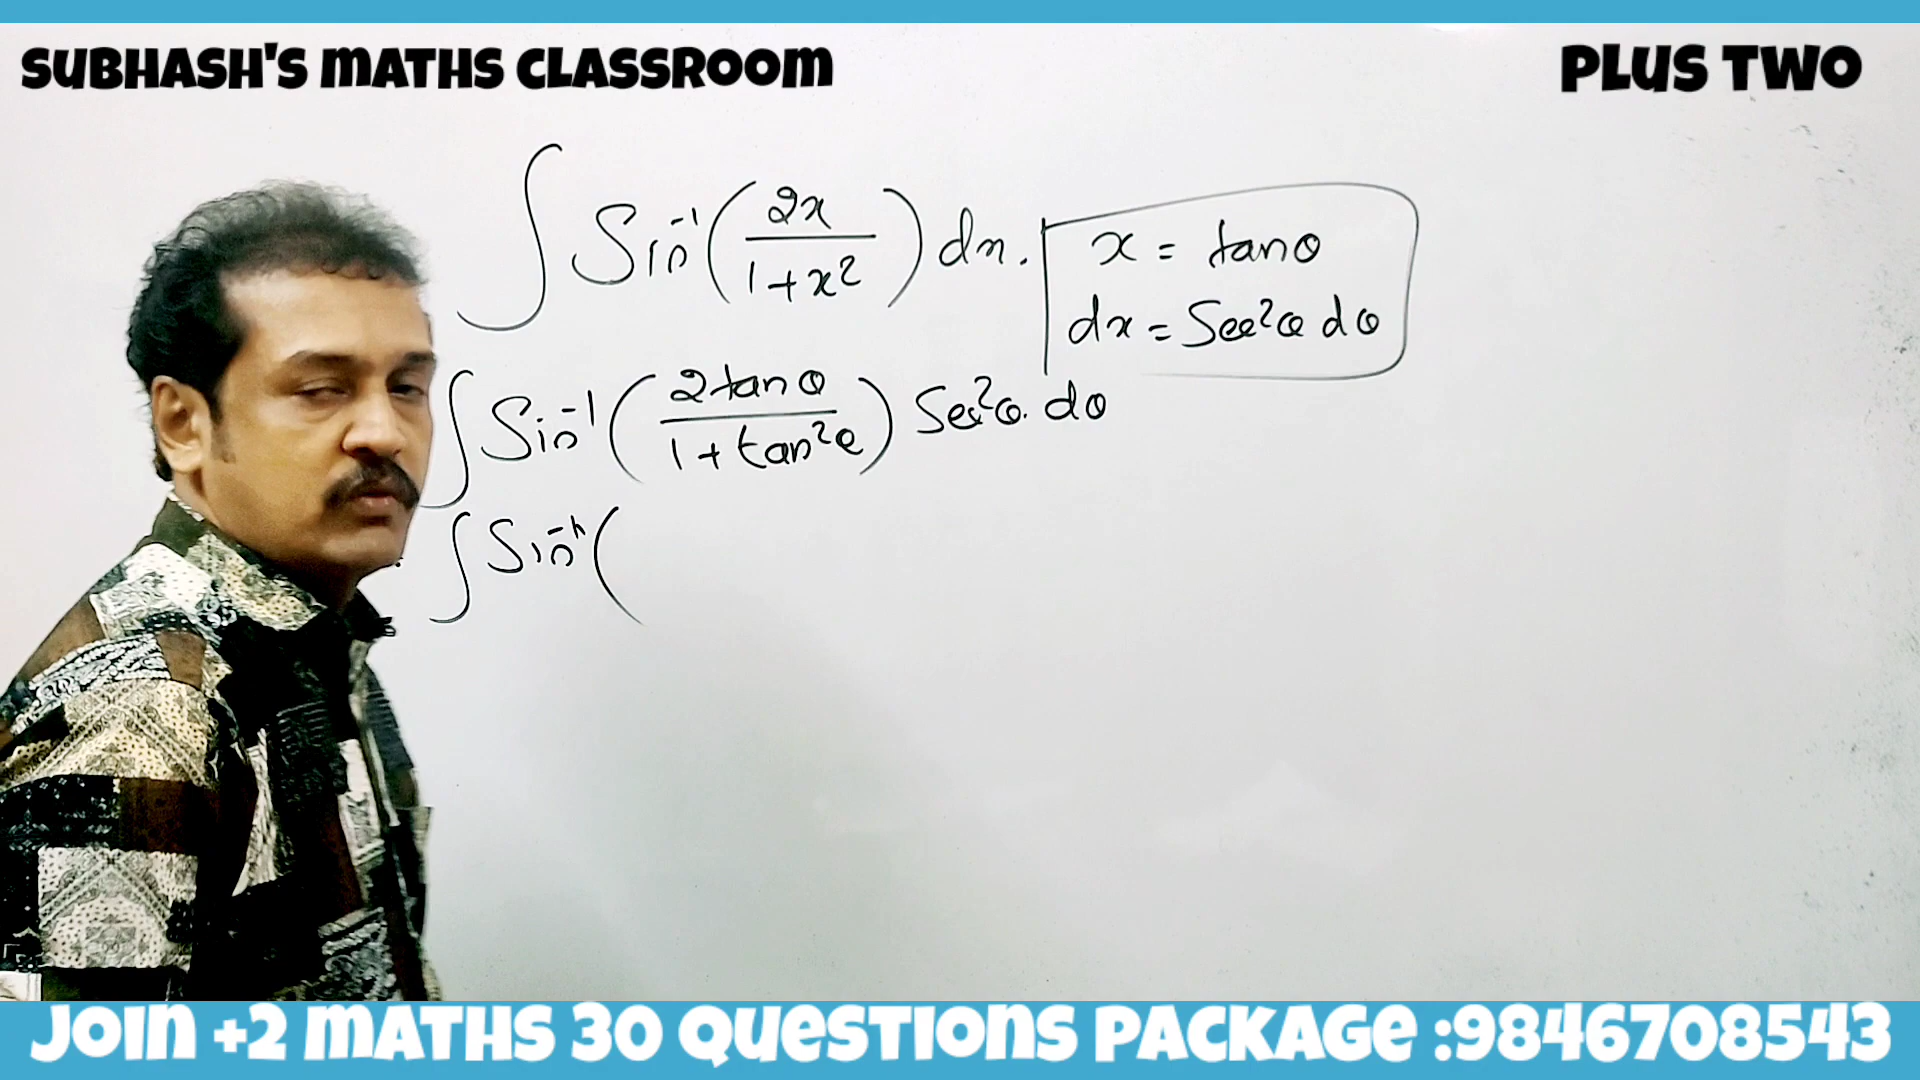 SUBHASH'S MATHS CLASSROOM
PLUS TWO
∫ Sin⁻¹(2x/1+x²) dx.
x = tanθ
dx = Sec²θ dθ
∫ Sin⁻¹(2tanθ/1+tan²θ) Sec²θ. dθ
∫ Sin⁻¹(
JOIN +2 MATHS 30 QUESTIONS PACKAGE :9846708543